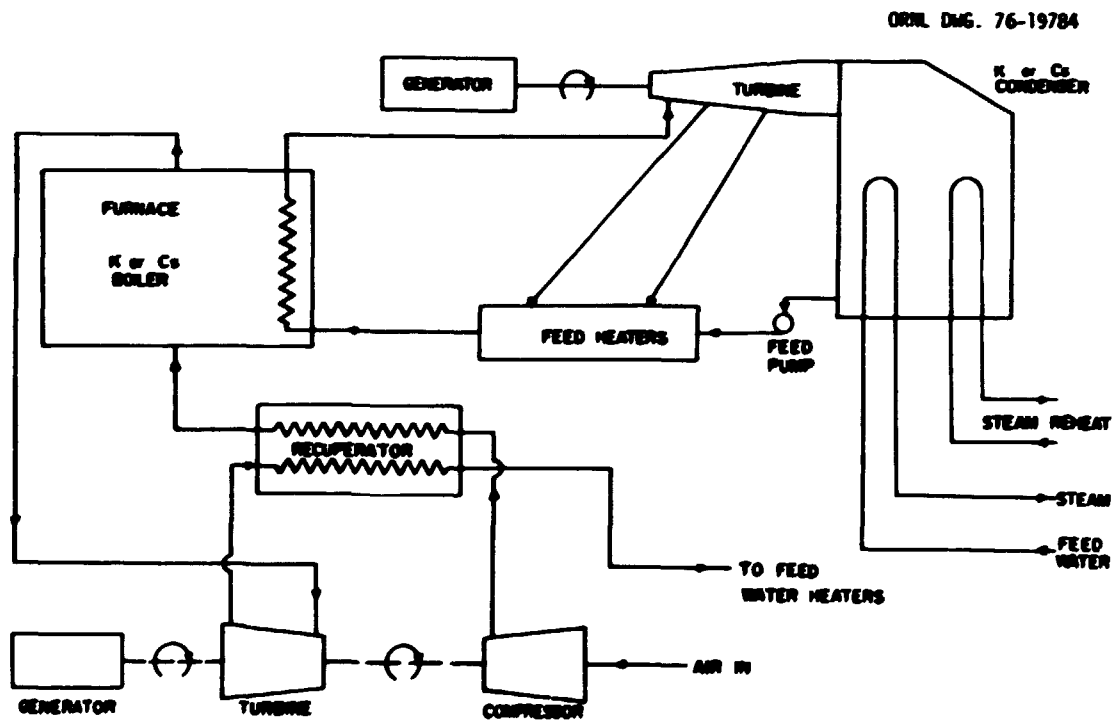 ORNL DWG. 76-19784
GENERATOR
TURBINE
K or Cs
CONDENSER
FURNACE
K or Cs
BOILER
FEED HEATERS
FEED
PUMP
RECUPERATOR
STEAM REHEAT
STEAM
FEED
WATER
TO FEED
WATER HEATERS
AIR IN
GENERATOR
TURBINE
COMPRESSOR